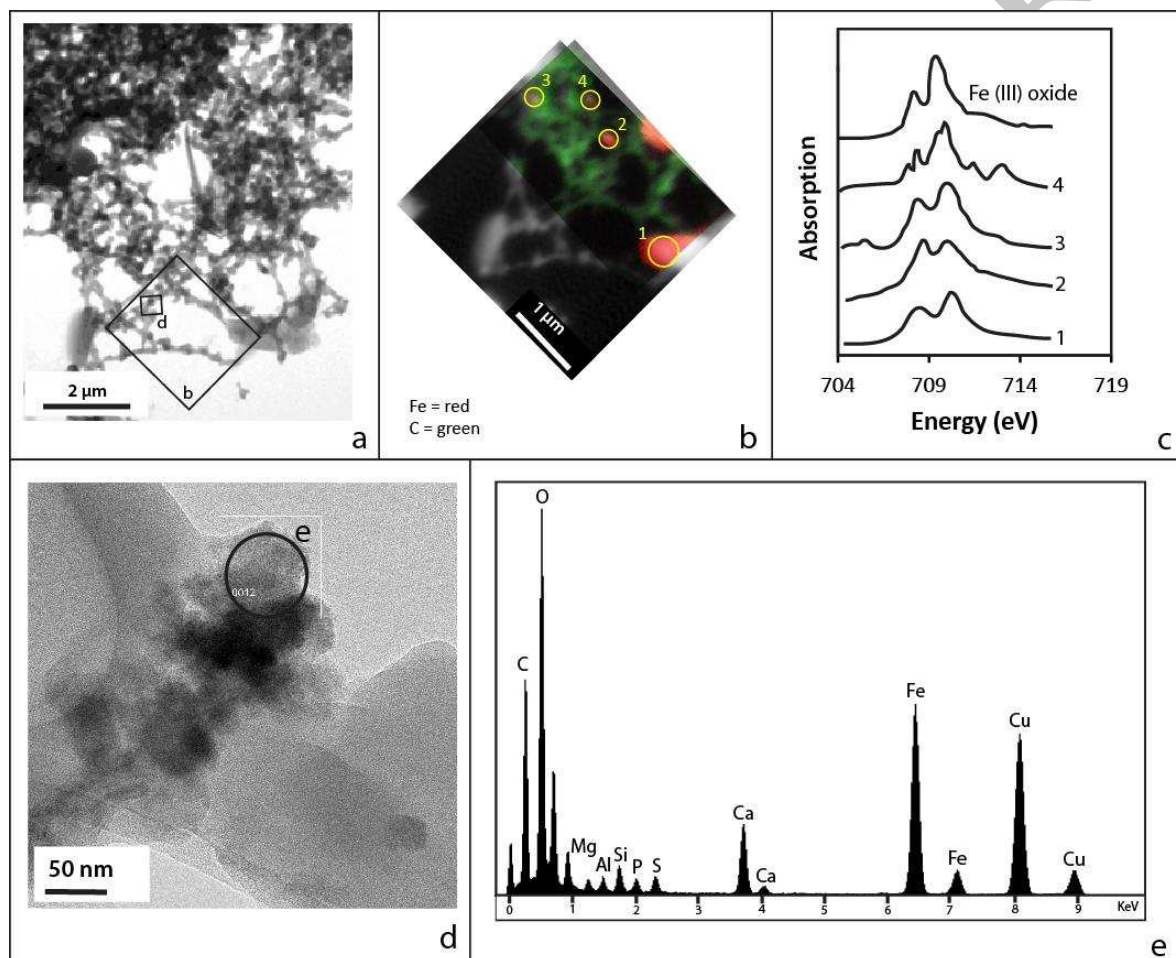 d
b
2 µm
a
3
4
2
1
1 µm
Fe = red
C = green
b
Absorption
Fe (III) oxide
4
3
2
1
704 709 714 719
Energy (eV)
c
e
0012
50 nm
d
O
C
Fe
Cu
Ca
Mg
Al
Si
P
S
Ca
Fe
Cu
0 1 2 3 4 5 6 7 8 9 KeV
e